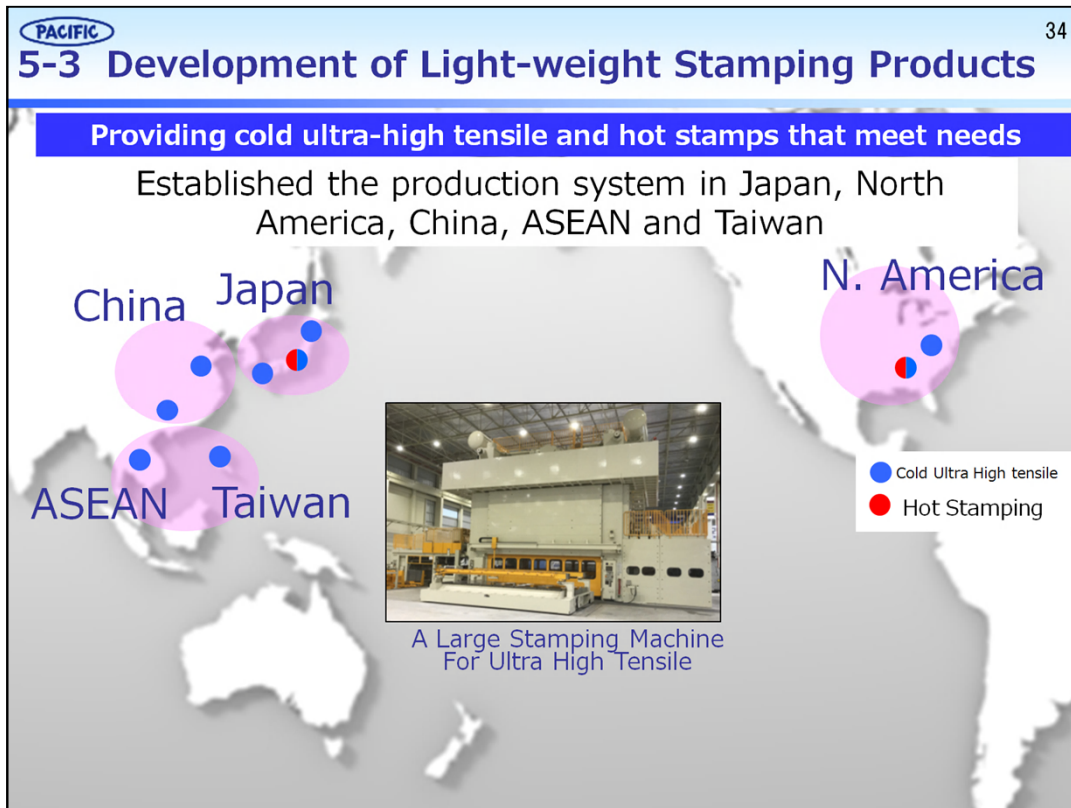 PACIFIC
34
5-3 Development of Light-weight Stamping Products
Providing cold ultra-high tensile and hot stamps that meet needs
Established the production system in Japan, North
America, China, ASEAN and Taiwan
China
Japan
N. America
ASEAN
Taiwan
Cold Ultra High tensile
Hot Stamping
A Large Stamping Machine
For Ultra High Tensile